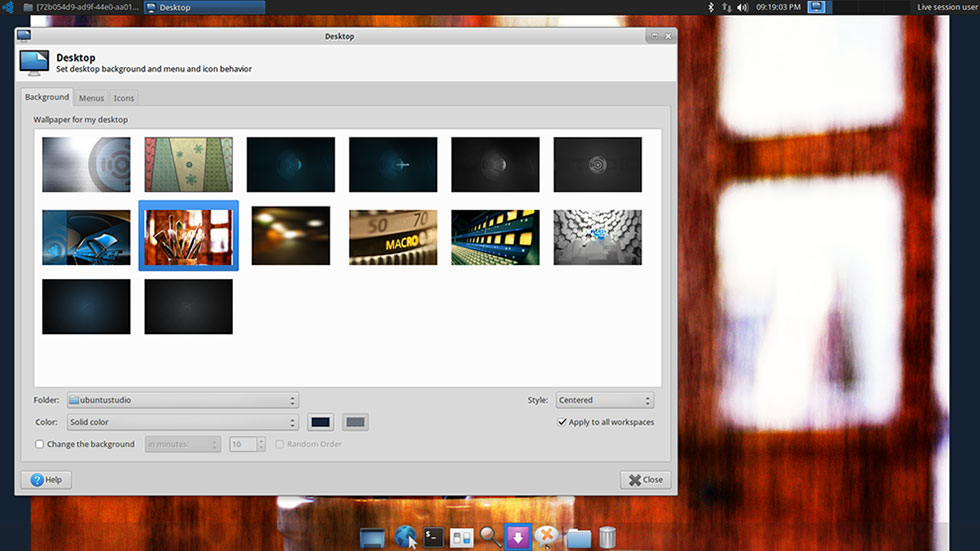 [72b054d9-ad9f-44e0-aa01... Desktop 09:19:03 PM Live session user
Desktop
Desktop
Set desktop background and menu and icon behavior
Background Menus Icons
Wallpaper for my desktop
50 70
MACRO
Folder: ubuntustudio Style: Centered
Color: Solid color Apply to all workspaces
Change the background in minutes: 10 Random Order
? Help Close
$_